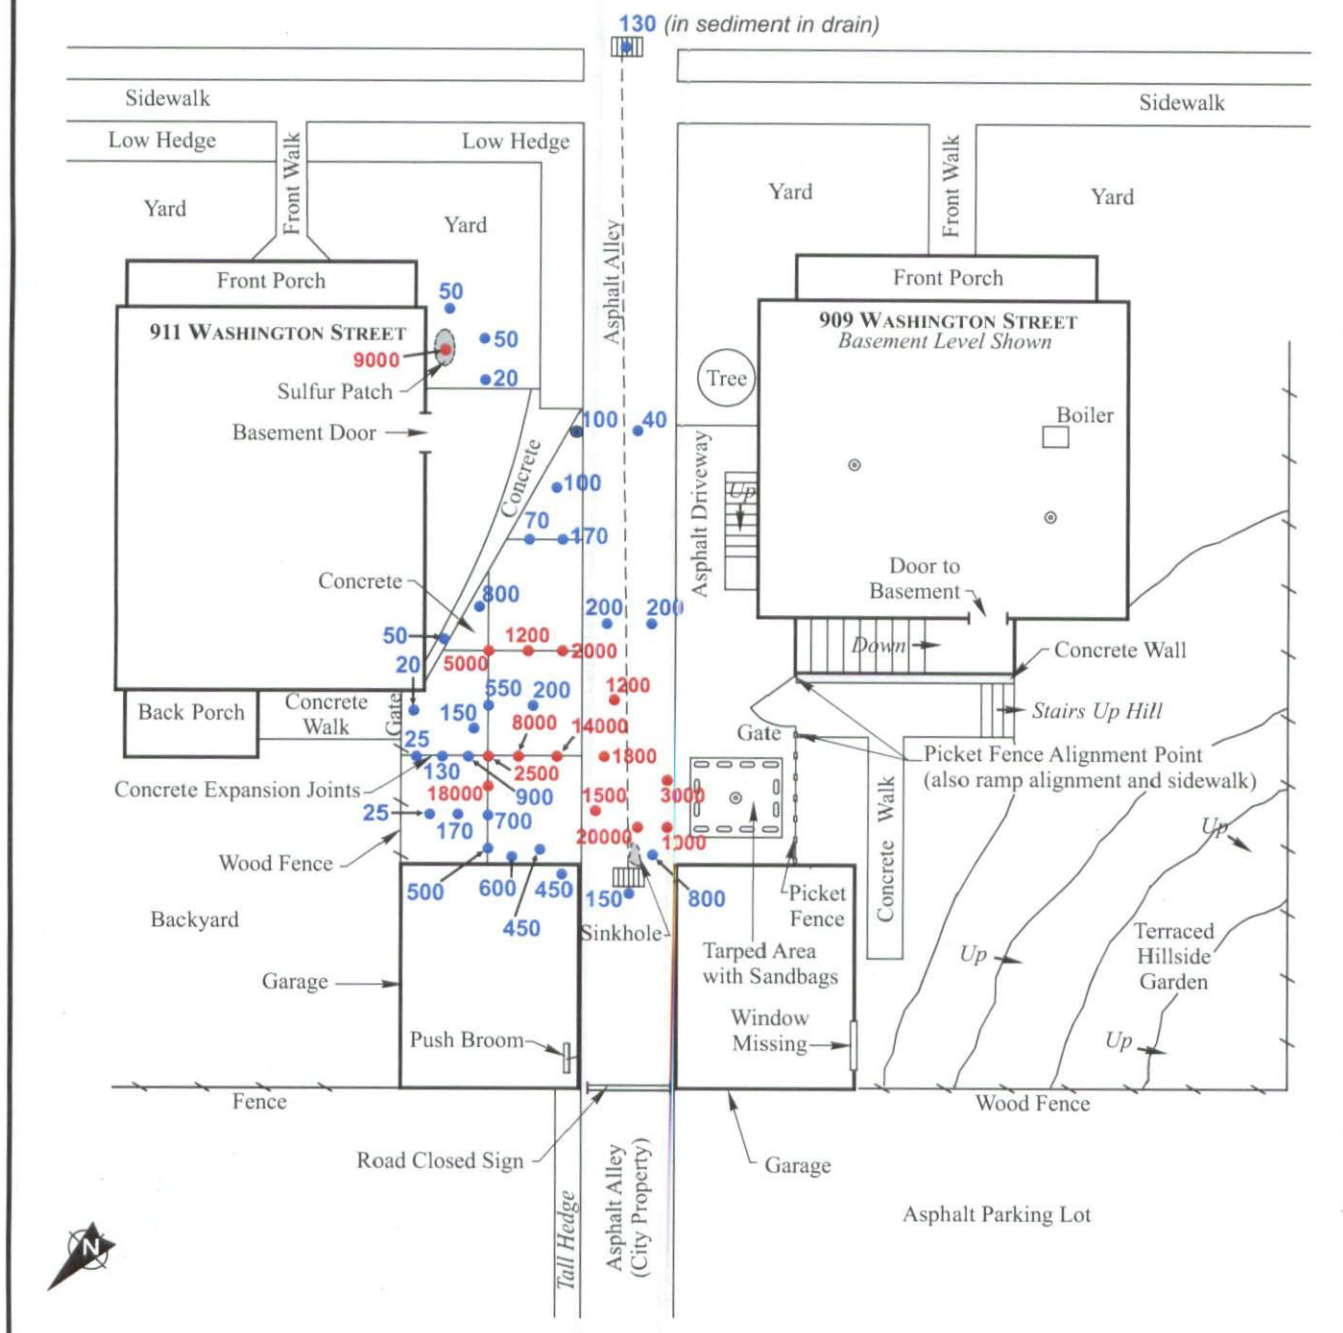 130 (in sediment in drain)
Sidewalk
Sidewalk
Low Hedge
Front Walk
Low Hedge
Front Walk
Yard
Yard
Asphalt Alley
Yard
Yard
Front Porch
Front Porch
50
911 WASHINGTON STREET
50
909 WASHINGTON STREET
Basement Level Shown
9000
Sulfur Patch
20
Tree
Basement Door
100
40
Boiler
Concrete
100
Asphalt Driveway
Up
70
170
Concrete
800
200
200
Door to
Basement
50
1200
20
5000
2000
Down
Concrete Wall
1200
550
200
Back Porch
Concrete
Walk
Gate
150
8000
14000
Stairs Up Hill
Gate
25
1800
Picket Fence Alignment Point
(also ramp alignment and sidewalk)
130
2500
Concrete Expansion Joints
18000
900
1500
3000
25
170
700
20000
1000
Up
Wood Fence
Concrete Walk
500
600
450
150
800
Picket
Fence
Backyard
450
Sinkhole
Tarped Area
with Sandbags
Up
Terraced
Hillside
Garden
Garage
Push Broom
Window
Missing
Up
Fence
Wood Fence
Road Closed Sign
Asphalt Alley
(City Property)
Garage
Tall Hedge
Asphalt Parking Lot
N